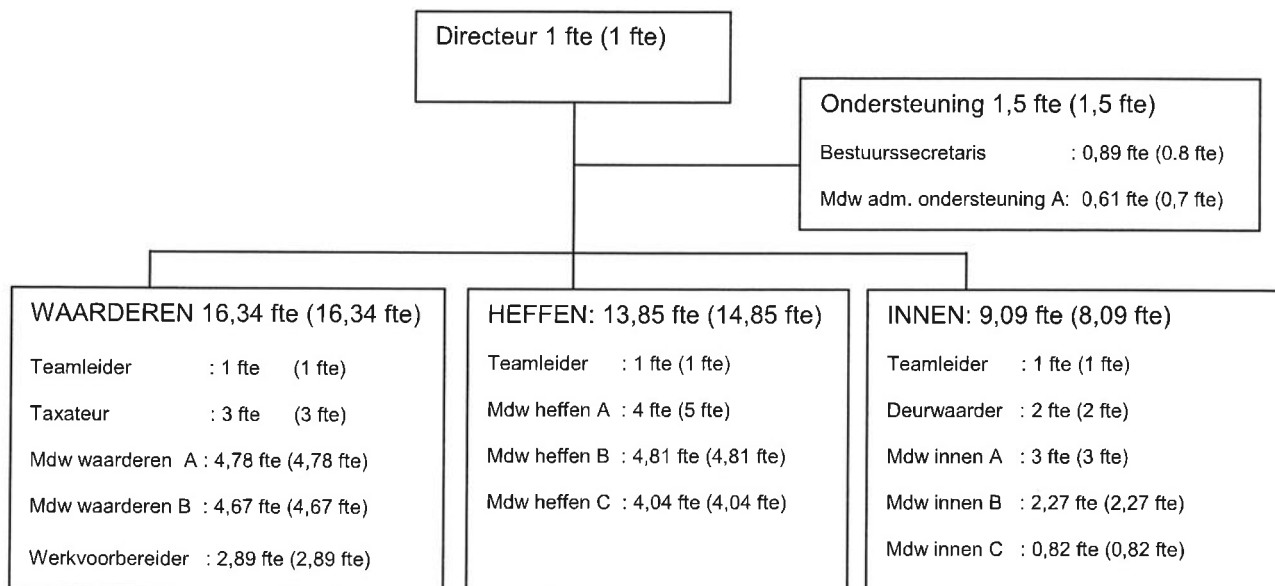 Directeur 1 fte (1 fte)
Ondersteuning 1,5 fte (1,5 fte)
Bestuurssecretaris : 0,89 fte (0.8 fte)
Mdw adm. ondersteuning A: 0,61 fte (0,7 fte)
WAARDEREN 16,34 fte (16,34 fte)
Teamleider : 1 fte (1 fte)
Taxateur : 3 fte (3 fte)
Mdw waarderen A : 4,78 fte (4,78 fte)
Mdw waarderen B : 4,67 fte (4,67 fte)
Werkvoorbereider : 2,89 fte (2,89 fte)
HEFFEN: 13,85 fte (14,85 fte)
Teamleider : 1 fte (1 fte)
Mdw heffen A : 4 fte (5 fte)
Mdw heffen B : 4,81 fte (4,81 fte)
Mdw heffen C : 4,04 fte (4,04 fte)
INNEN: 9,09 fte (8,09 fte)
Teamleider : 1 fte (1 fte)
Deurwaarder : 2 fte (2 fte)
Mdw innen A : 3 fte (3 fte)
Mdw innen B : 2,27 fte (2,27 fte)
Mdw innen C : 0,82 fte (0,82 fte)